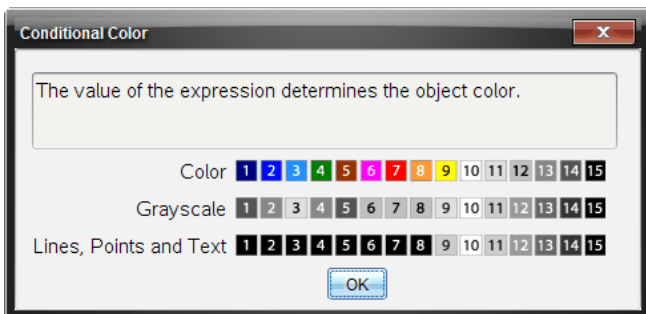 Conditional Color
x
The value of the expression determines the object color.
Color 1 2 3 4 5 6 7 8 9 10 11 12 13 14 15
Grayscale 1 2 3 4 5 6 7 8 9 10 11 12 13 14 15
Lines, Points and Text 1 2 3 4 5 6 7 8 9 10 11 12 13 14 15
OK